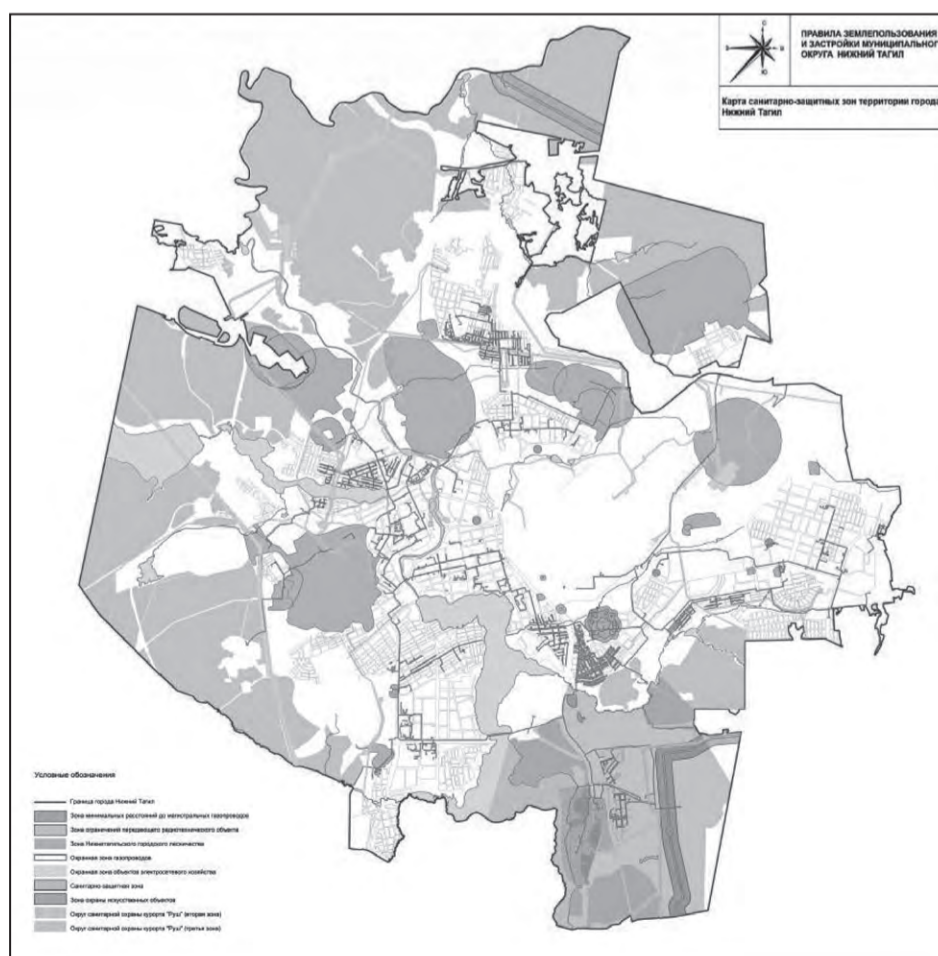 С
З
В
Ю
ПРАВИЛА ЗЕМЛЕПОЛЬЗОВАНИЯ
И ЗАСТРОЙКИ МУНИЦИПАЛЬНОГ
ОКРУГА НИЖНИЙ ТАГИЛ
Карта санитарно-защитных зон территории города
Нижний Тагил
Условные обозначения
Граница города Нижний Тагил
Зона минимальных расстояний до магистральных газопроводов
Зона ограничений передающего радиотехнического объекта
Зона Нижнетагильского городского лесничества
Охранная зона газопроводов
Охранная зона объектов электросетевого хозяйства
Санитарно-защитная зона
Зона охраны искусственных объектов
Округ санитарной охраны курорта "Руш" (вторая зона)
Округ санитарной охраны курорта "Руш" (третья зона)